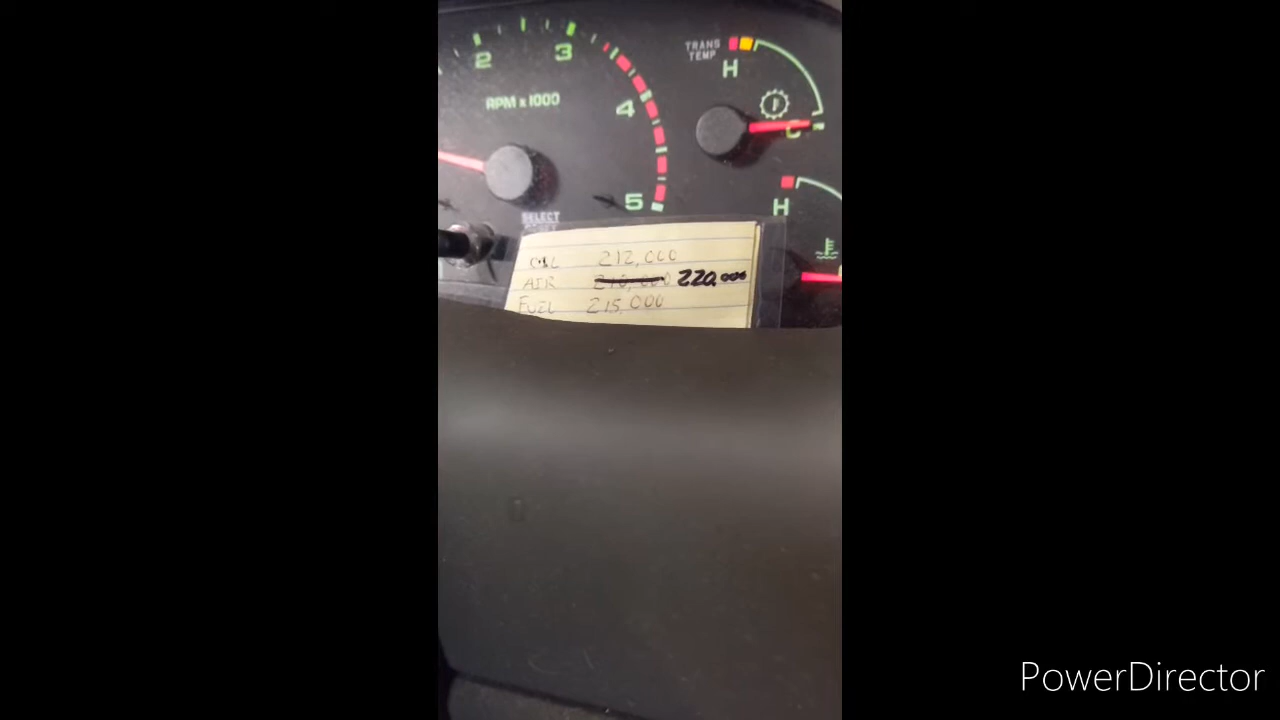 2 3
RPM x 1000
4
5
TRANS
TEMP
H
C
H
SELECT
OIL 212,000
AIR 220,000
FUEL 215,000
PowerDirector